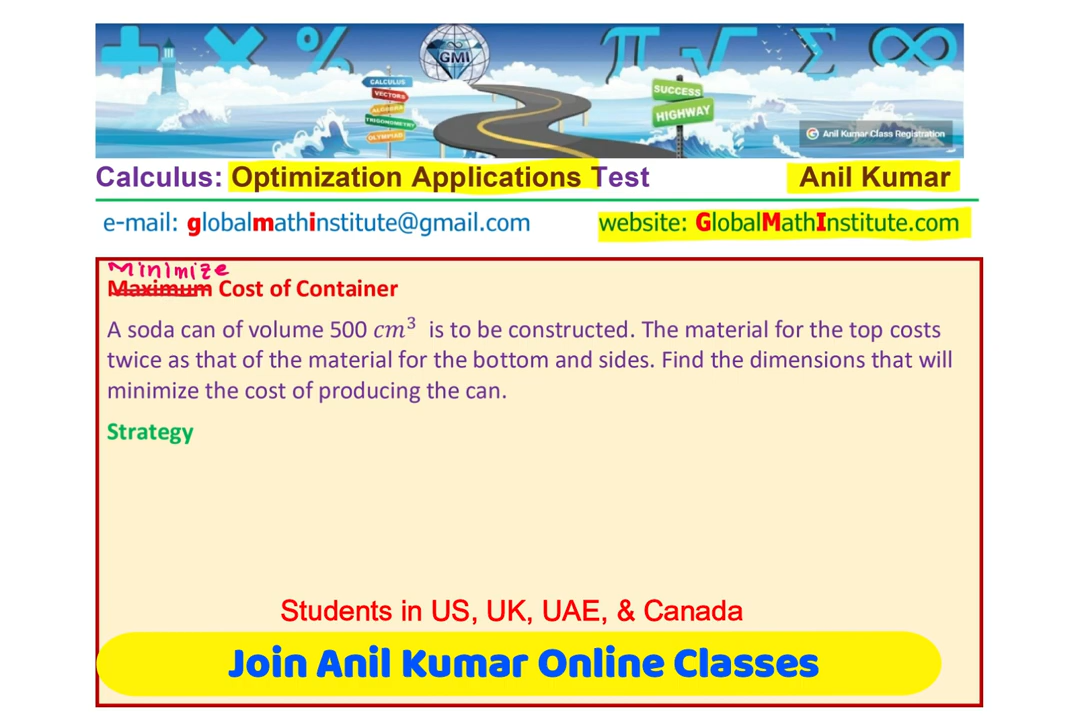 GMI
CALCULUS
VECTORS
ALGEBRA
TRIGONOMETRY
OLYMPIAD
SUCCESS
HIGHWAY
Anil Kumar Class Registration
Calculus: Optimization Applications Test Anil Kumar
e-mail: globalmathinstitute@gmail.com website: GlobalMathInstitute.com
Minimize
Maximum Cost of Container
A soda can of volume 500 cm³ is to be constructed. The material for the top costs
twice as that of the material for the bottom and sides. Find the dimensions that will
minimize the cost of producing the can.
Strategy
Students in US, UK, UAE, & Canada
Join Anil Kumar Online Classes